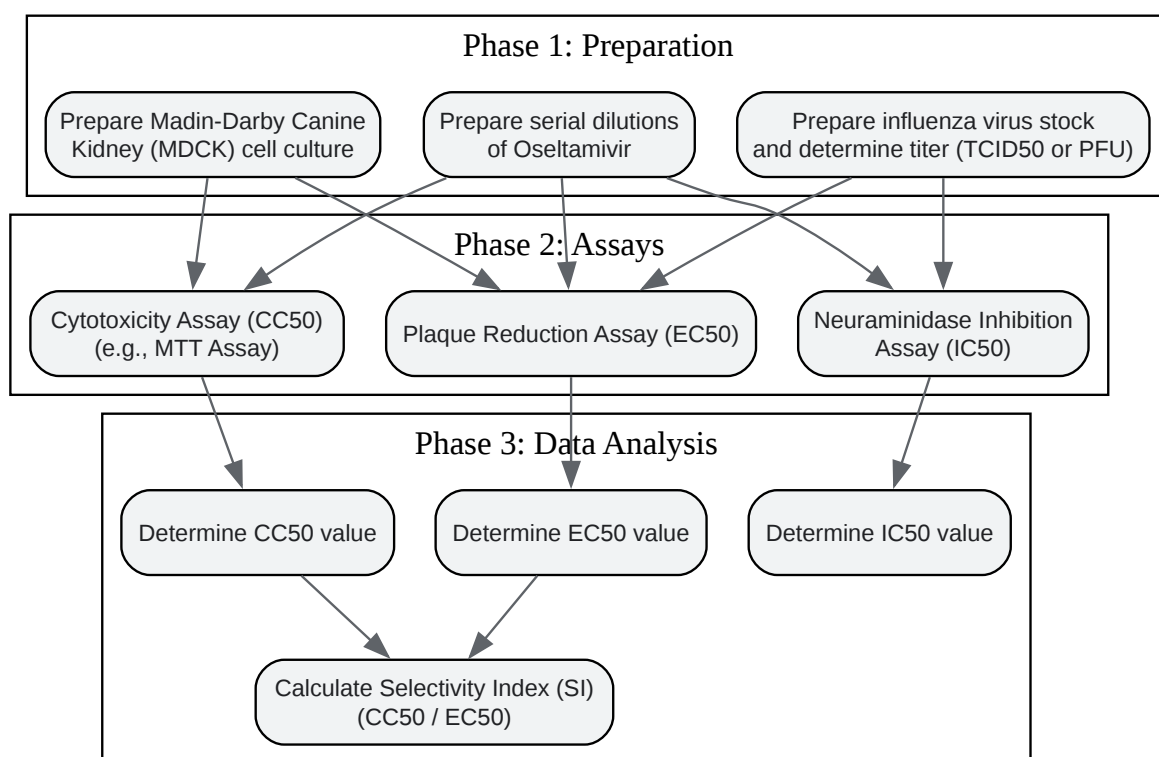 Phase 1: Preparation
Prepare Madin-Darby Canine
Kidney (MDCK) cell culture
Prepare serial dilutions
of Oseltamivir
Prepare influenza virus stock
and determine titer (TCID50 or PFU)
Phase 2: Assays
Cytotoxicity Assay (CC50)
(e.g., MTT Assay)
Plaque Reduction Assay (EC50)
Neuraminidase Inhibition
Assay (IC50)
Phase 3: Data Analysis
Determine CC50 value
Determine EC50 value
Determine IC50 value
Calculate Selectivity Index (SI)
(CC50 / EC50)